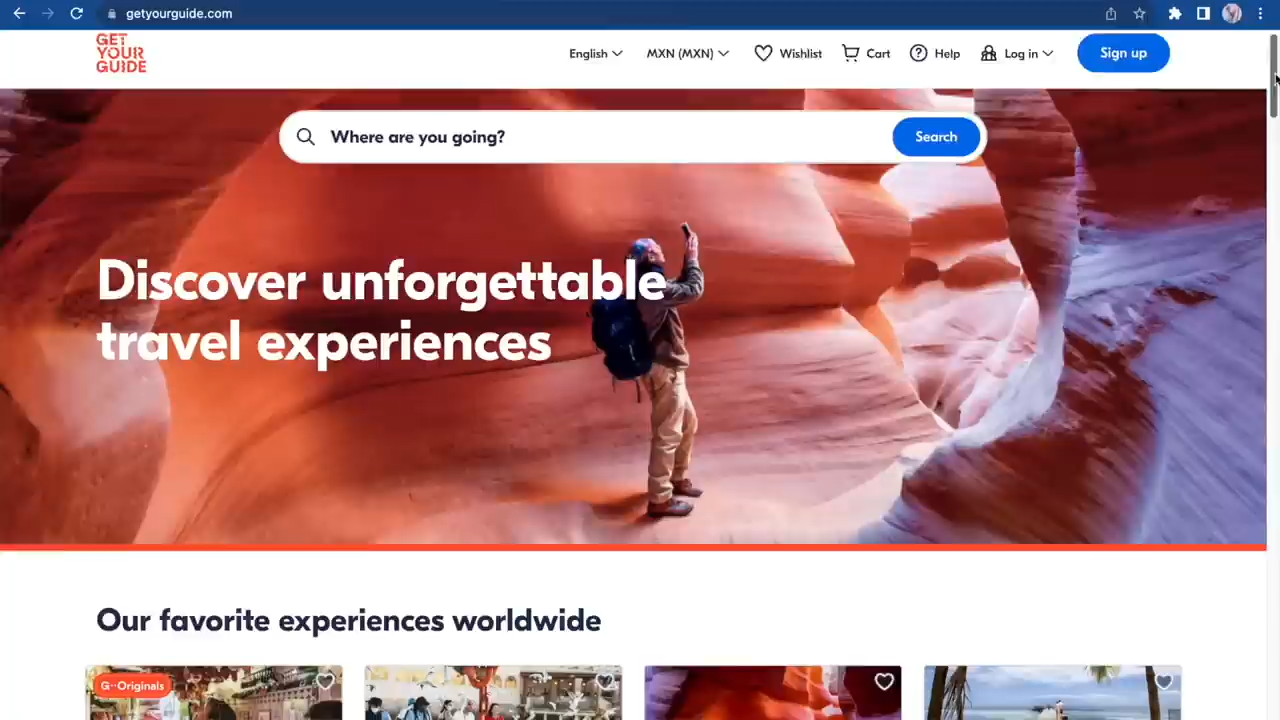 getyourguide.com
GET
YOUR
GUIDE
English
MXN (MXN)
Wishlist
Cart
Help
Log in
Sign up
Where are you going?
Search
Discover unforgettable
travel experiences
Our favorite experiences worldwide
G Originals